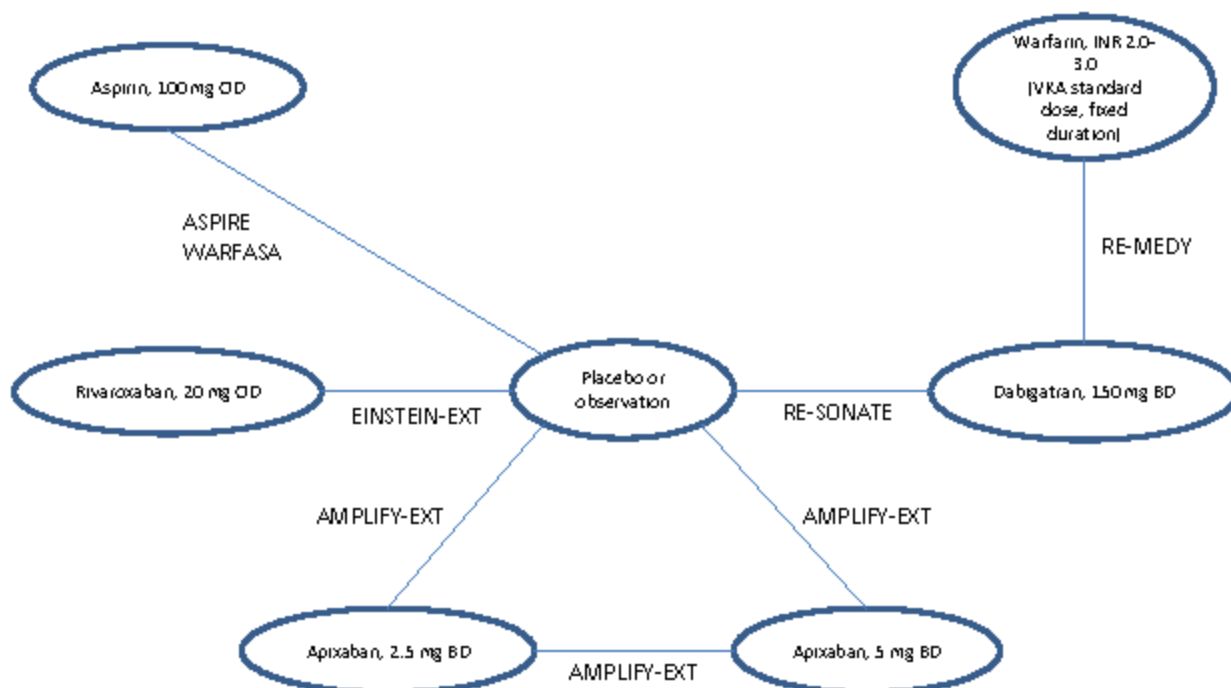 Aspirin, 100 mg OD
Warfarin, INR 2.0-
3.0
(VKA standard
dose, fixed
duration)
ASPIRE
WARFASA
RE-MEDY
Rivaroxaban, 20 mg OD
EINSTEIN-EXT
Placebo or
observation
RE-SONATE
Dabigatran, 150 mg BD
AMPLIFY-EXT
AMPLIFY-EXT
Apixaban, 2.5 mg BD
AMPLIFY-EXT
Apixaban, 5 mg BD